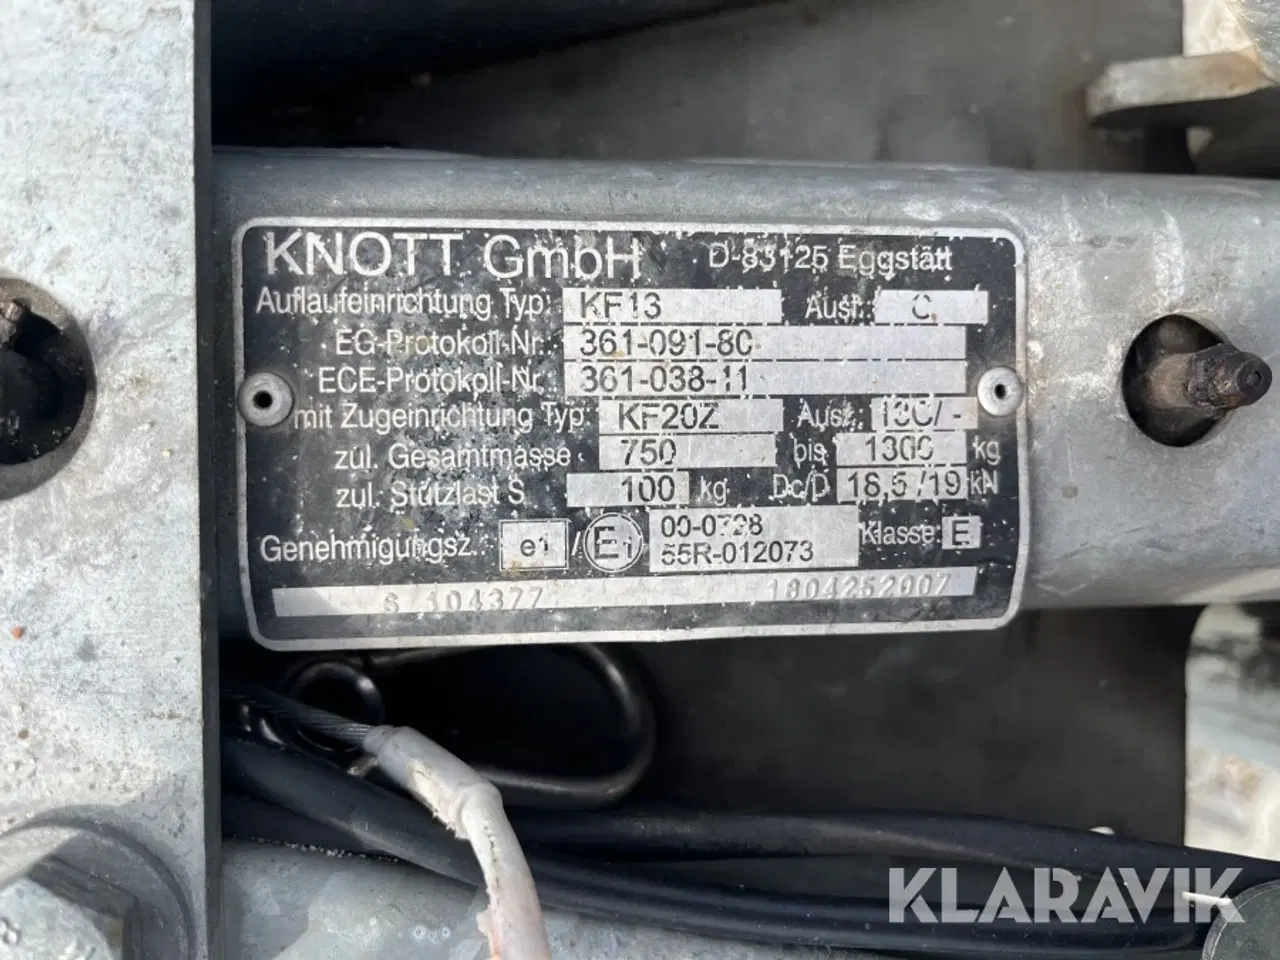 KNOTT GmbH D-83125 Eggstätt
Auflaufeinrichtung Typ: KF13 Ausf.: C
EG-Protokoll-Nr.: 361-091-80
ECE-Protokoll-Nr.: 361-038-11
mit Zugeinrichtung Typ: KF20Z Ausf.: 13C/-
zul. Gesamtmasse 750 bis 1300 kg
zul. Stützlast S 100 kg Dc/D 18,5/19 kN
Genehmigungsz.: e1 / E1 00-0728 Klasse: E
55R-012073
S 104377 1804252007
KLARAVIK